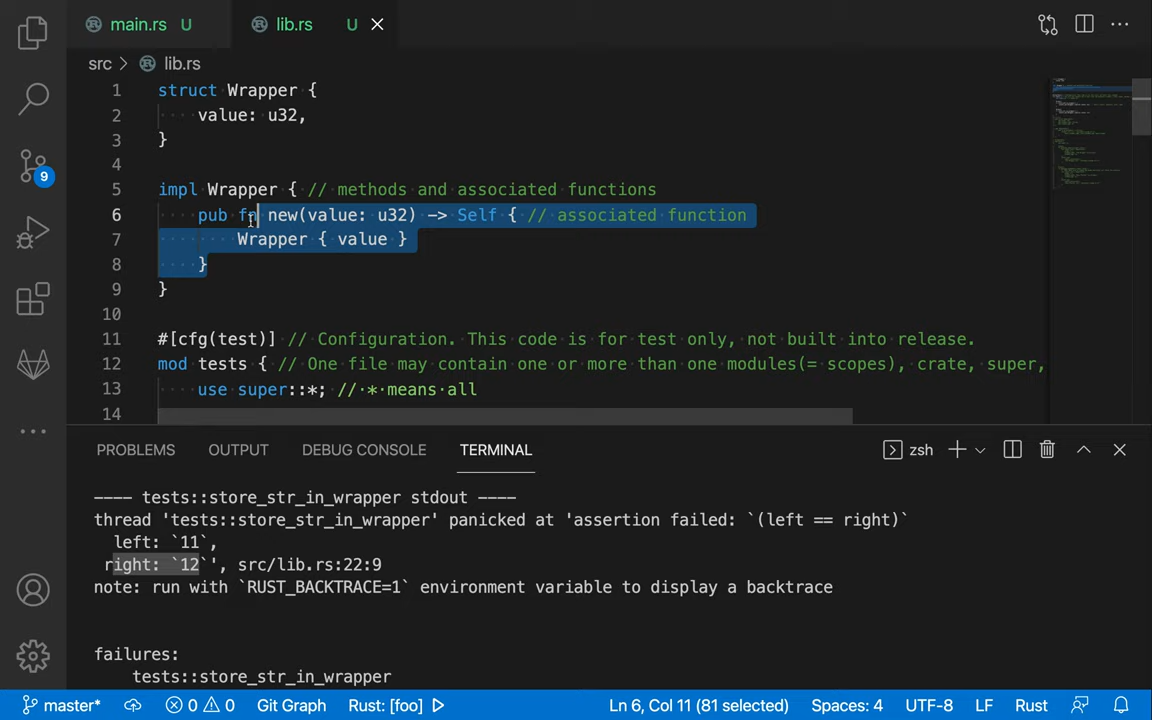 main.rs U lib.rs U
src lib.rs
1 struct Wrapper {
2 value: u32,
3 }
4
5 impl Wrapper { // methods and associated functions
6 pub fn new(value: u32) -> Self { // associated function
7 Wrapper { value }
8 }
9 }
10
11 #[cfg(test)] // Configuration. This code is for test only, not built into release.
12 mod tests { // One file may contain one or more than one modules(= scopes), crate, super,
13 use super::*; // * means all
14
9
PROBLEMS OUTPUT DEBUG CONSOLE TERMINAL zsh
---- tests::store_str_in_wrapper stdout ----
thread 'tests::store_str_in_wrapper' panicked at 'assertion failed: `(left == right)`
left: `11`,
right: `12`', src/lib.rs:22:9
note: run with `RUST_BACKTRACE=1` environment variable to display a backtrace
failures:
tests::store_str_in_wrapper
master* 0 0 Git Graph Rust: [foo] Ln 6, Col 11 (81 selected) Spaces: 4 UTF-8 LF Rust